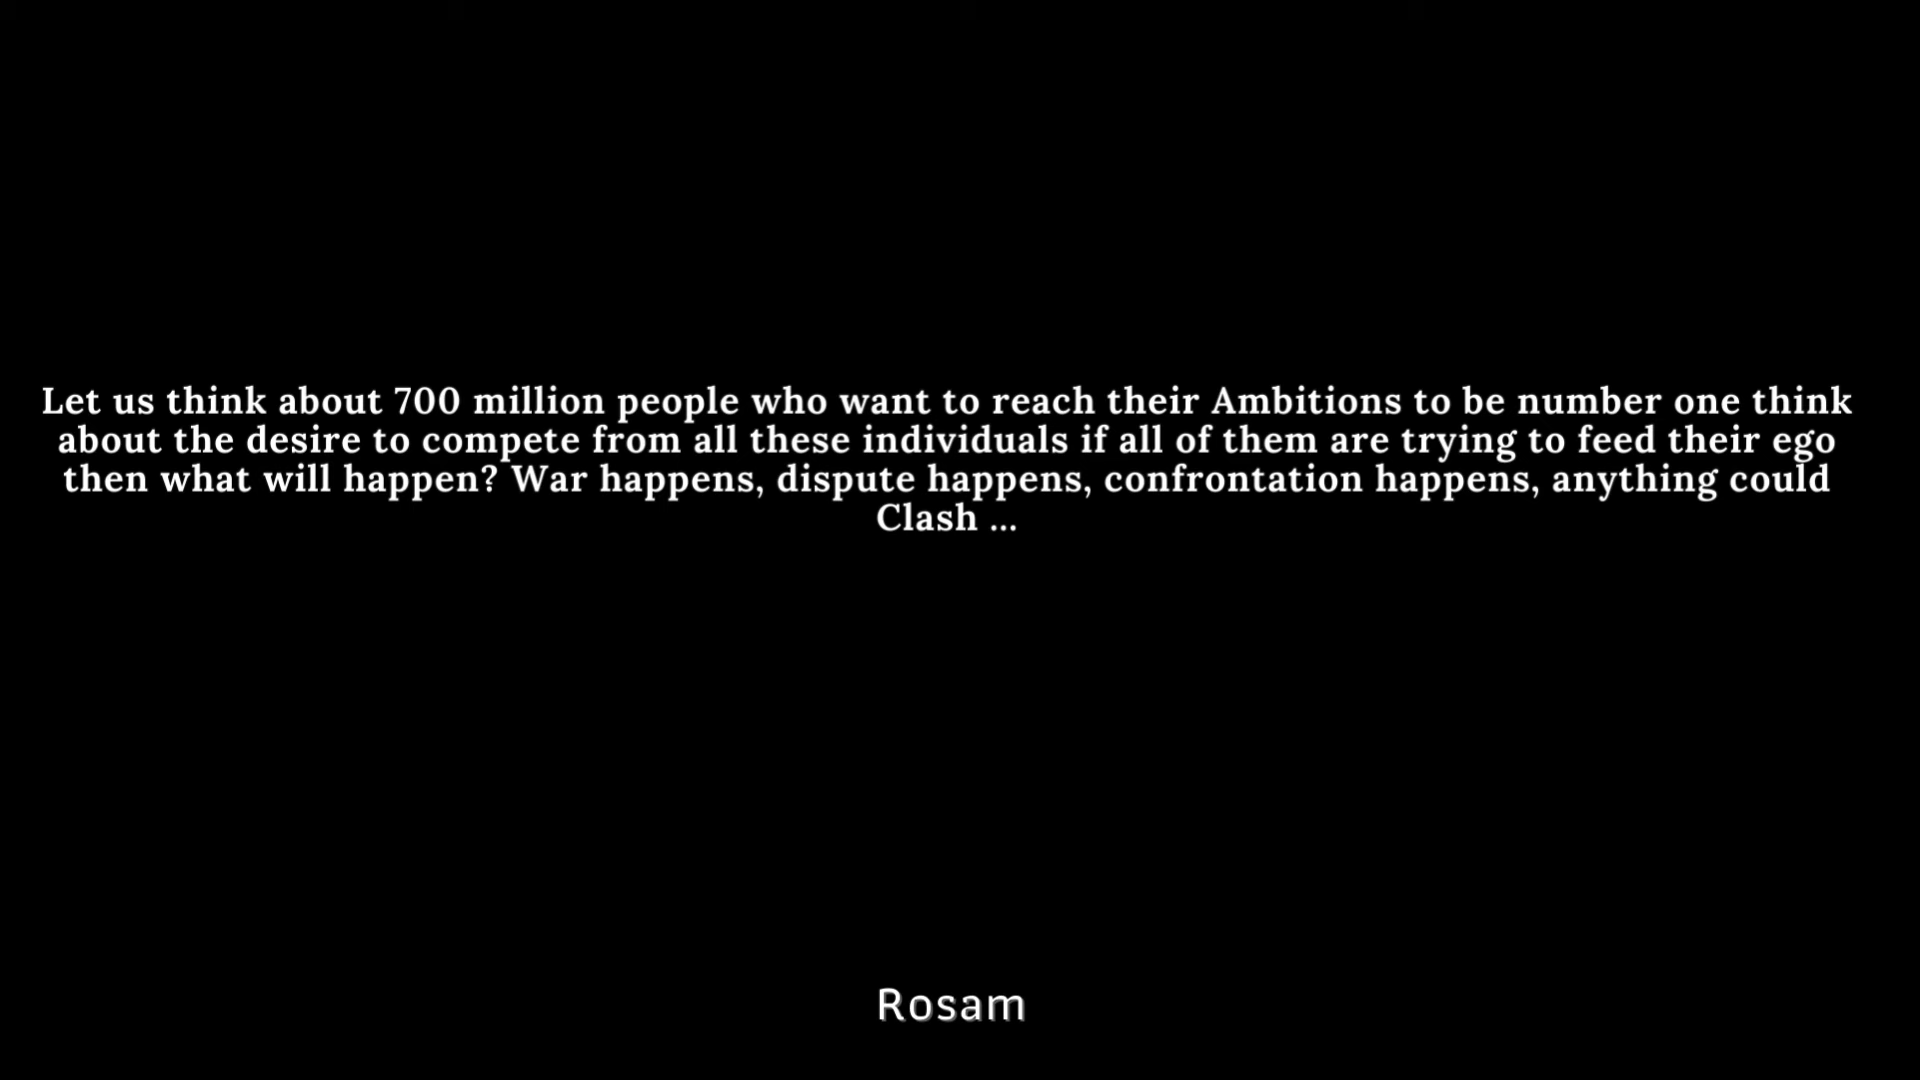 Let us think about 700 million people who want to reach their Ambitions to be number one think
about the desire to compete from all these individuals if all of them are trying to feed their ego
then what will happen? War happens, dispute happens, confrontation happens, anything could
Clash ...
Rosam